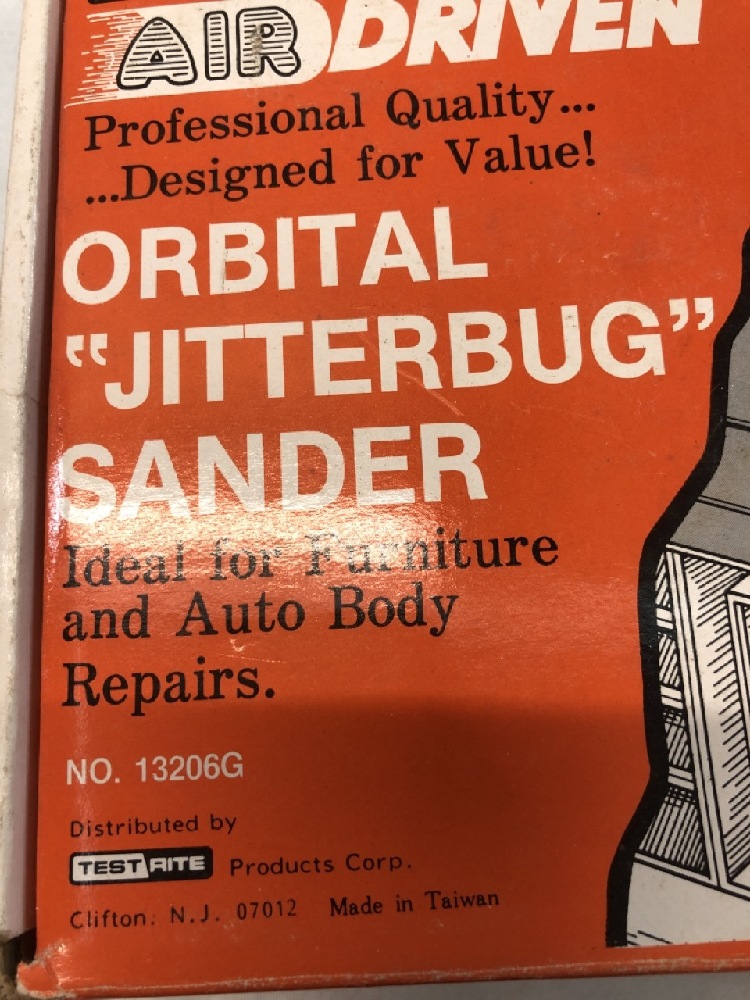 AIR DRIVEN
Professional Quality...
...Designed for Value!
ORBITAL
“JITTERBUG”
SANDER
Ideal for Furniture
and Auto Body
Repairs.
NO. 13206G
Distributed by
TEST RITE Products Corp.
Clifton: N.J. 07012 Made in Taiwan